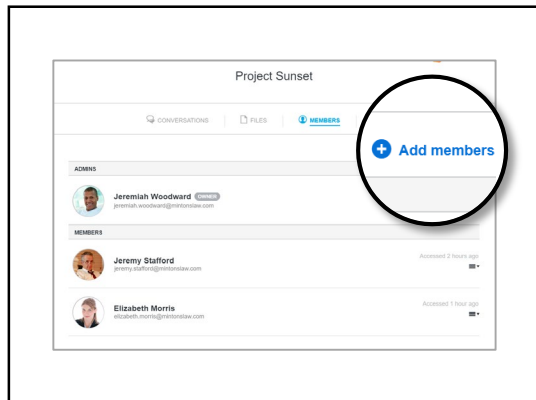 Project Sunset
CONVERSATIONS FILES MEMBERS
Add members
ADMINS
Jeremiah Woodward OWNER
jeremiah.woodward@mintonslaw.com
MEMBERS
Jeremy Stafford
jeremy.stafford@mintonslaw.com
Accessed 2 hours ago
Elizabeth Morris
elizabeth.morris@mintonslaw.com
Accessed 1 hour ago